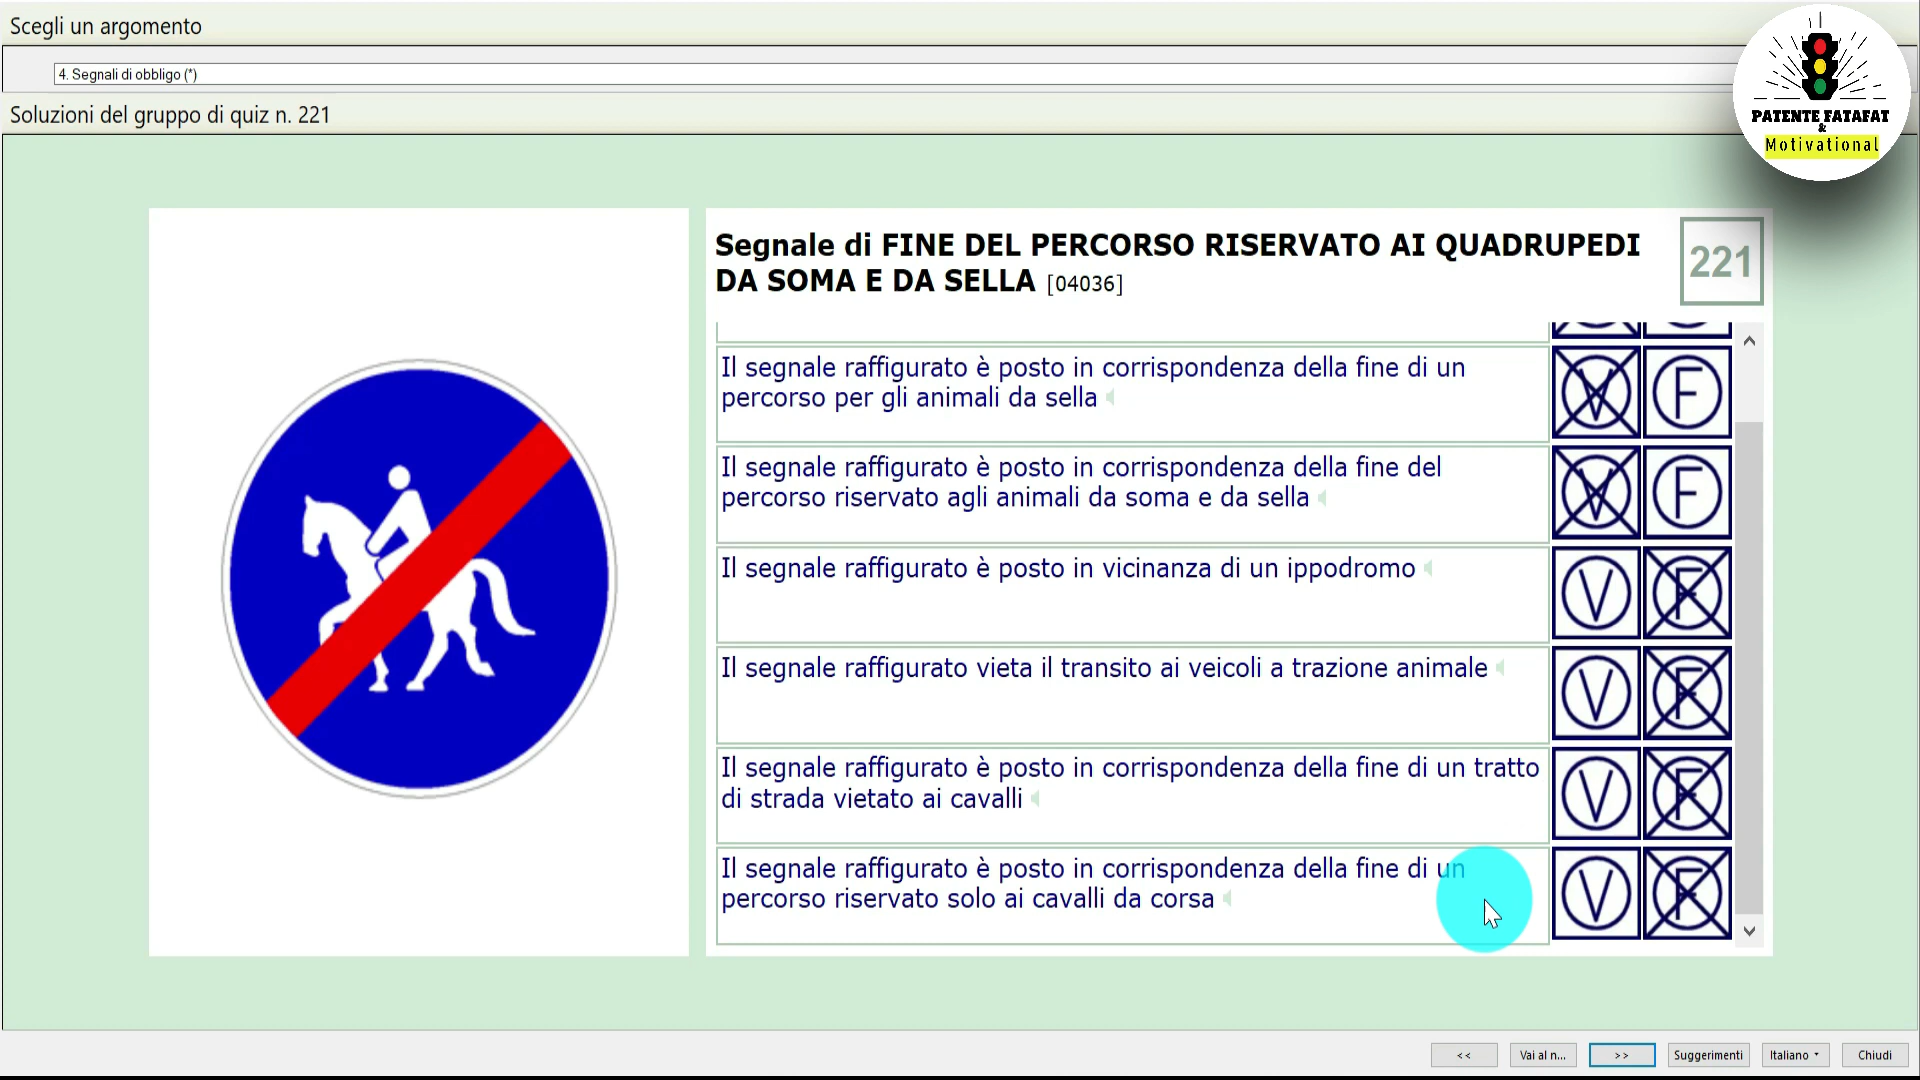 Scegli un argomento
4. Segnali di obbligo (*)
Soluzioni del gruppo di quiz n. 221
PATENTE FATAFAT
&
Motivational
Segnale di FINE DEL PERCORSO RISERVATO AI QUADRUPEDI
DA SOMA E DA SELLA [04036]
221
Il segnale raffigurato è posto in corrispondenza della fine di un
percorso per gli animali da sella
V F
Il segnale raffigurato è posto in corrispondenza della fine del
percorso riservato agli animali da soma e da sella
V F
Il segnale raffigurato è posto in vicinanza di un ippodromo
V F
Il segnale raffigurato vieta il transito ai veicoli a trazione animale
V F
Il segnale raffigurato è posto in corrispondenza della fine di un tratto
di strada vietato ai cavalli
V F
Il segnale raffigurato è posto in corrispondenza della fine di un
percorso riservato solo ai cavalli da corsa
V F
<< Vai al n... >> Suggerimenti Italiano Chiudi